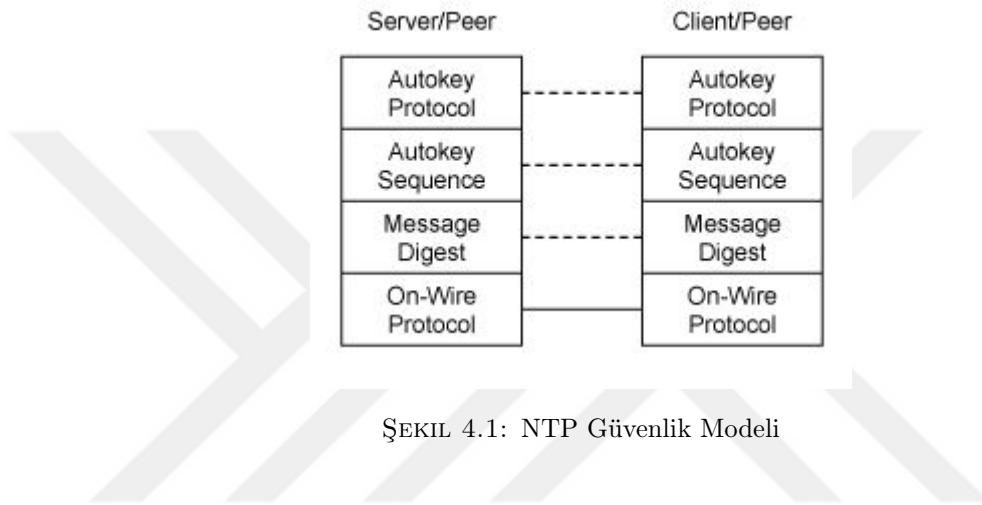 Server/Peer
Client/Peer
Autokey
Protocol
Autokey
Protocol
Autokey
Sequence
Autokey
Sequence
Message
Digest
Message
Digest
On-Wire
Protocol
On-Wire
Protocol
ŞEKIL 4.1: NTP Güvenlik Modeli